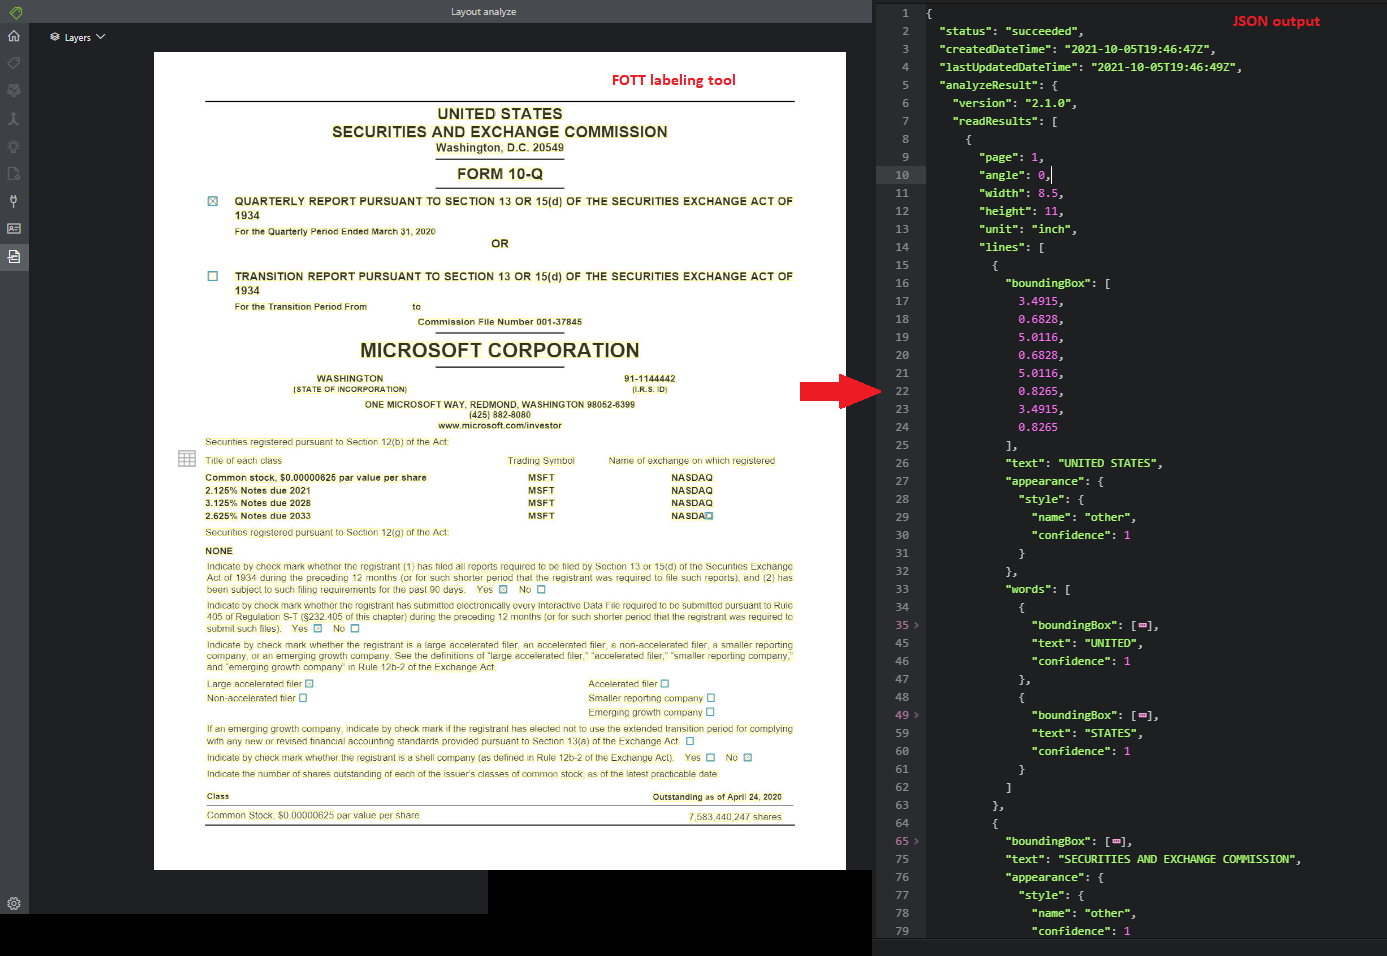 Layout analyze
Layers
FOTT labeling tool
UNITED STATES
SECURITIES AND EXCHANGE COMMISSION
Washington, D.C. 20549
FORM 10-Q
QUARTERLY REPORT PURSUANT TO SECTION 13 OR 15(d) OF THE SECURITIES EXCHANGE ACT OF
1934
For the Quarterly Period Ended March 31, 2020
OR
TRANSITION REPORT PURSUANT TO SECTION 13 OR 15(d) OF THE SECURITIES EXCHANGE ACT OF
1934
For the Transition Period From to
Commission File Number 001-37845
MICROSOFT CORPORATION
WASHINGTON 91-1144442
(STATE OF INCORPORATION) (I.R.S. ID)
ONE MICROSOFT WAY, REDMOND, WASHINGTON 98052-6399
(425) 882-8080
www.microsoft.com/investor
Securities registered pursuant to Section 12(b) of the Act:
Title of each class Trading Symbol Name of exchange on which registered
Common stock, $0.00000625 par value per share MSFT NASDAQ
2.125% Notes due 2021 MSFT NASDAQ
3.125% Notes due 2028 MSFT NASDAQ
2.625% Notes due 2033 MSFT NASDAQ
Securities registered pursuant to Section 12(g) of the Act:
NONE
Indicate by check mark whether the registrant (1) has filed all reports required to be filed by Section 13 or 15(d) of the Securities Exchange
Act of 1934 during the preceding 12 months (or for such shorter period that the registrant was required to file such reports), and (2) has
been subject to such filing requirements for the past 90 days. Yes No
Indicate by check mark whether the registrant has submitted electronically every Interactive Data File required to be submitted pursuant to Rule
405 of Regulation S-T (§232.405 of this chapter) during the preceding 12 months (or for such shorter period that the registrant was required to
submit such files). Yes No
Indicate by check mark whether the registrant is a large accelerated filer, an accelerated filer, a non-accelerated filer, a smaller reporting
company, or an emerging growth company. See the definitions of "large accelerated filer," "accelerated filer," "smaller reporting company,"
and "emerging growth company" in Rule 12b-2 of the Exchange Act.
Large accelerated filer Accelerated filer
Non-accelerated filer Smaller reporting company
Emerging growth company
If an emerging growth company, indicate by check mark if the registrant has elected not to use the extended transition period for complying
with any new or revised financial accounting standards provided pursuant to Section 13(a) of the Exchange Act.
Indicate by check mark whether the registrant is a shell company (as defined in Rule 12b-2 of the Exchange Act). Yes No
Indicate the number of shares outstanding of each of the issuer's classes of common stock, as of the latest practicable date.
Class Outstanding as of April 24, 2020
Common Stock, $0.00000625 par value per share 7,583,440,247 shares
JSON output
1 {
2 "status": "succeeded",
3 "createdDateTime": "2021-10-05T19:46:47Z",
4 "lastUpdatedDateTime": "2021-10-05T19:46:49Z",
5 "analyzeResult": {
6 "version": "2.1.0",
7 "readResults": [
8 {
9 "page": 1,
10 "angle": 0,
11 "width": 8.5,
12 "height": 11,
13 "unit": "inch",
14 "lines": [
15 {
16 "boundingBox": [
17 3.4915,
18 0.6828,
19 5.0116,
20 0.6828,
21 5.0116,
22 0.8265,
23 3.4915,
24 0.8265
25 ],
26 "text": "UNITED STATES",
27 "appearance": {
28 "style": {
29 "name": "other",
30 "confidence": 1
31 }
32 },
33 "words": [
34 {
35 "boundingBox": […],
45 "text": "UNITED",
46 "confidence": 1
47 },
48 {
49 "boundingBox": […],
59 "text": "STATES",
60 "confidence": 1
61 }
62 ]
63 },
64 {
65 "boundingBox": […],
75 "text": "SECURITIES AND EXCHANGE COMMISSION",
76 "appearance": {
77 "style": {
78 "name": "other",
79 "confidence": 1